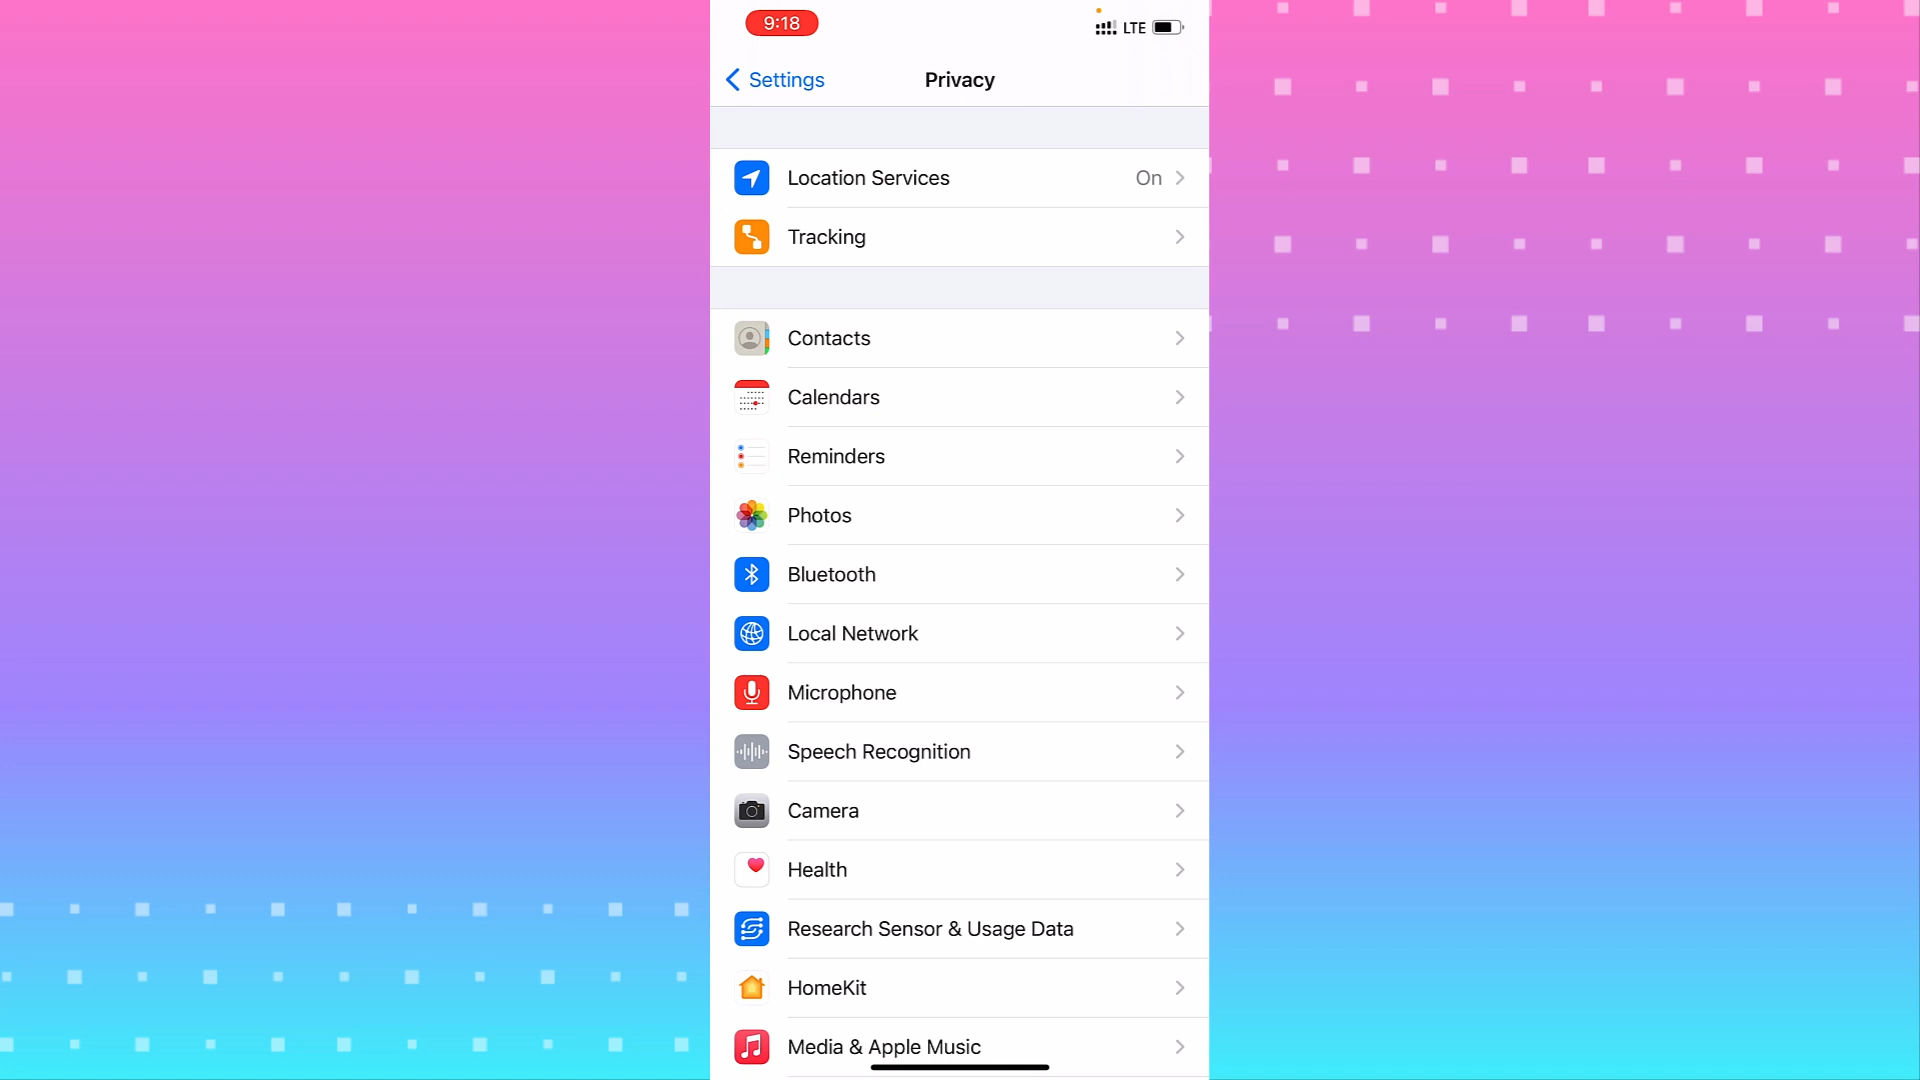 9:18
LTE
Settings
Privacy
Location Services On
Tracking
Contacts
Calendars
Reminders
Photos
Bluetooth
Local Network
Microphone
Speech Recognition
Camera
Health
Research Sensor & Usage Data
HomeKit
Media & Apple Music